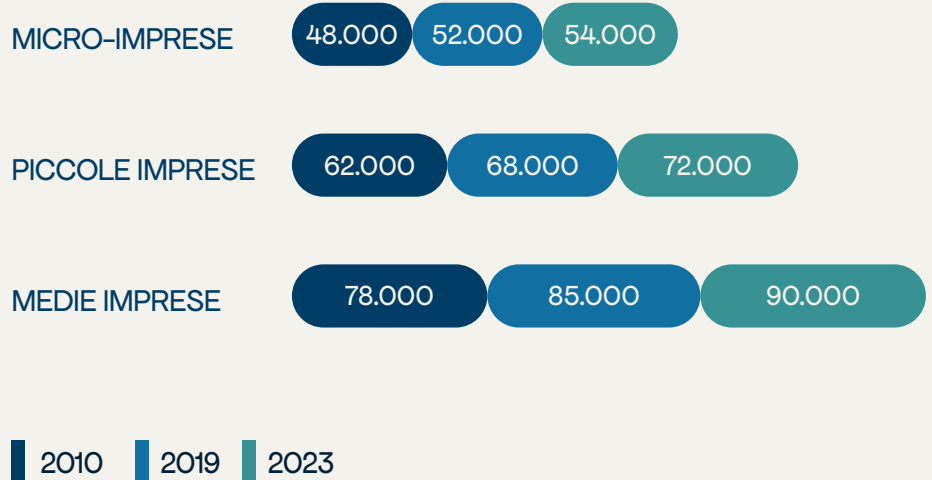 MICRO-IMPRESE 48.000 52.000 54.000
PICCOLE IMPRESE 62.000 68.000 72.000
MEDIE IMPRESE 78.000 85.000 90.000
2010 2019 2023